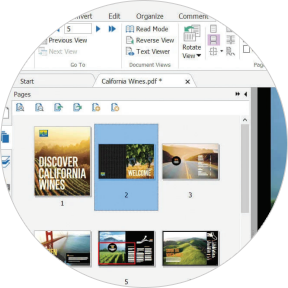 nvert Edit Organize Comment
5
Previous View
Next View
Go To
Read Mode
Reverse View
Text Viewer
Document Views
Rotate
View
Pag
Start California Wines.pdf *
Pages
DISCOVER
CALIFORNIA
WINES
WELCOME
1 2 3
5